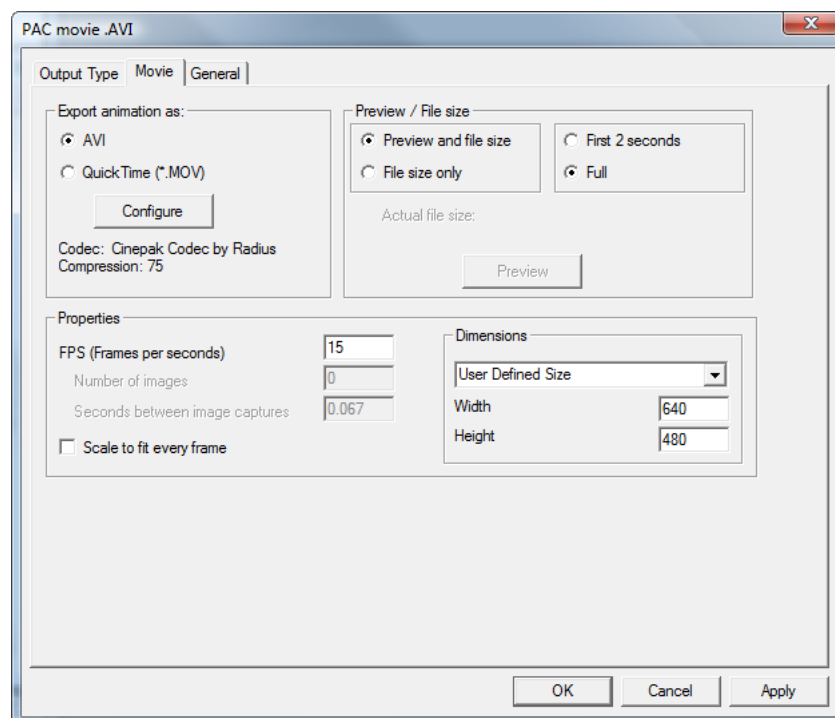 PAC movie .AVI
Output Type Movie General
Export animation as:
AVI
QuickTime (*.MOV)
Configure
Codec: Cinepak Codec by Radius
Compression: 75
Preview / File size
Preview and file size
File size only
First 2 seconds
Full
Actual file size:
Preview
Properties
FPS (Frames per seconds) 15
Number of images 0
Seconds between image captures 0.067
Scale to fit every frame
Dimensions
User Defined Size
Width 640
Height 480
OK Cancel Apply